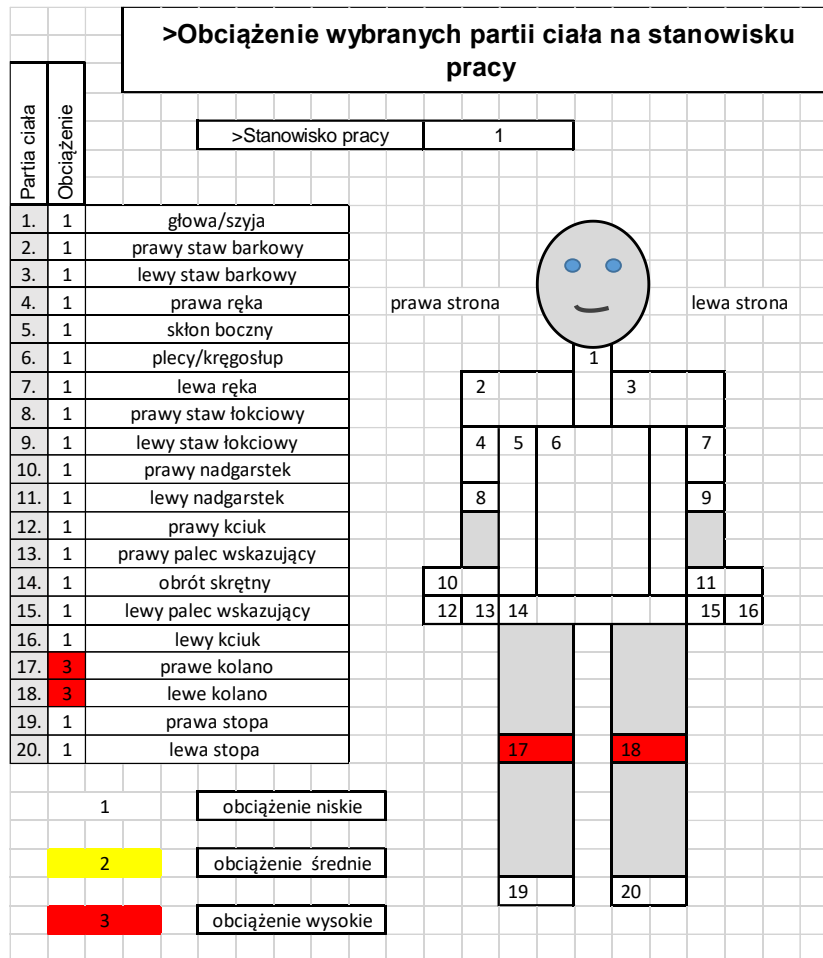 >Obciążenie wybranych partii ciała na stanowisku
pracy
Partia ciała
Obciążenie
>Stanowisko pracy 1
1. 1 głowa/szyja
2. 1 prawy staw barkowy
3. 1 lewy staw barkowy
4. 1 prawa ręka
5. 1 skłon boczny
6. 1 plecy/kręgosłup
7. 1 lewa ręka
8. 1 prawy staw łokciowy
9. 1 lewy staw łokciowy
10. 1 prawy nadgarstek
11. 1 lewy nadgarstek
12. 1 prawy kciuk
13. 1 prawy palec wskazujący
14. 1 obrót skrętny
15. 1 lewy palec wskazujący
16. 1 lewy kciuk
17. 3 prawe kolano
18. 3 lewe kolano
19. 1 prawa stopa
20. 1 lewa stopa
prawa strona lewa strona
1
2 3
4 5 6 7
8 9
10 11
12 13 14 15 16
17 18
19 20
1 obciążenie niskie
2 obciążenie średnie
3 obciążenie wysokie